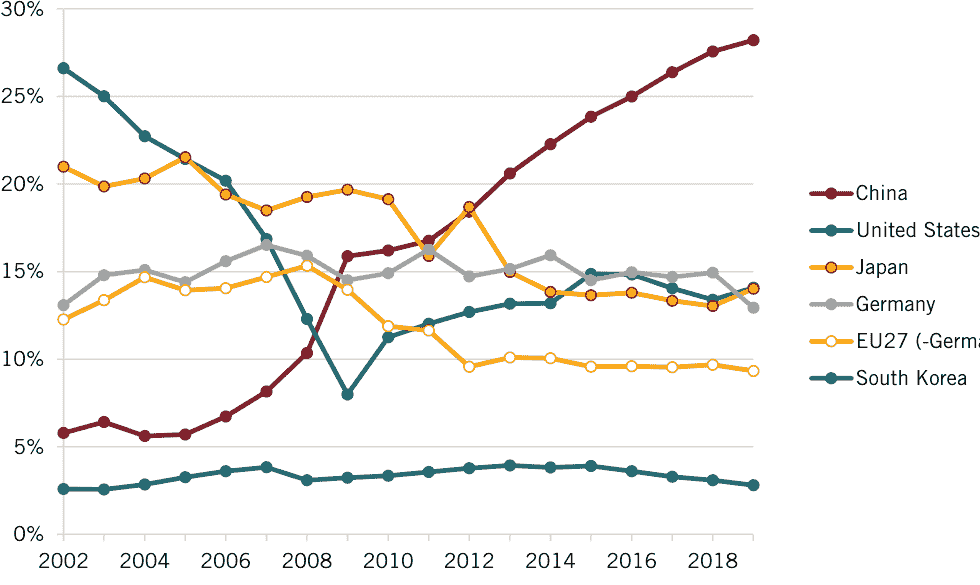 30%
25%
20%
15%
10%
5%
0%
2002 2004 2006 2008 2010 2012 2014 2016 2018
China
United States
Japan
Germany
EU27 (-Germa
South Korea